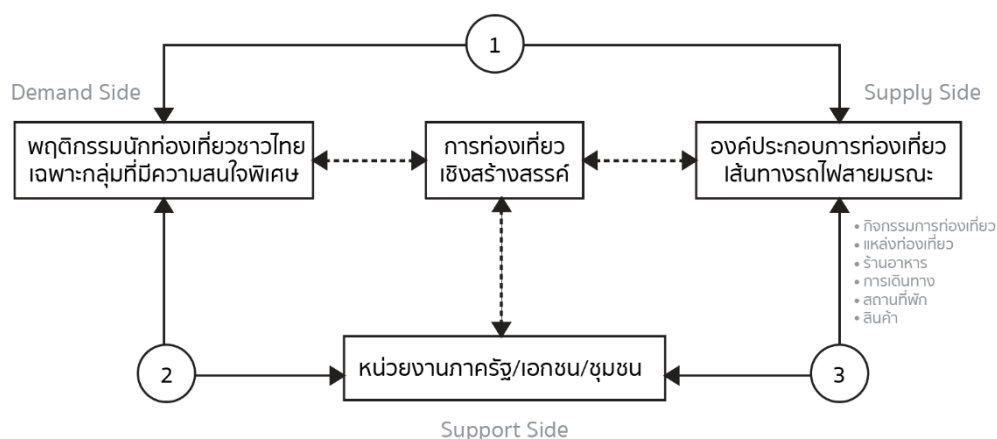 1
Demand Side
Supply Side
พฤติกรรมนักท่องเที่ยวชาวไทย
เฉพาะกลุ่มที่มีความสนใจพิเศษ
การท่องเที่ยว
เชิงสร้างสรรค์
องค์ประกอบการท่องเที่ยว
เส้นทางรถไฟสายมรณะ
• กิจกรรมการท่องเที่ยว
• แหล่งท่องเที่ยว
• ร้านอาหาร
• การเดินทาง
• สถานที่พัก
• สินค้า
2
หน่วยงานภาครัฐ/เอกชน/ชุมชน
3
Support Side